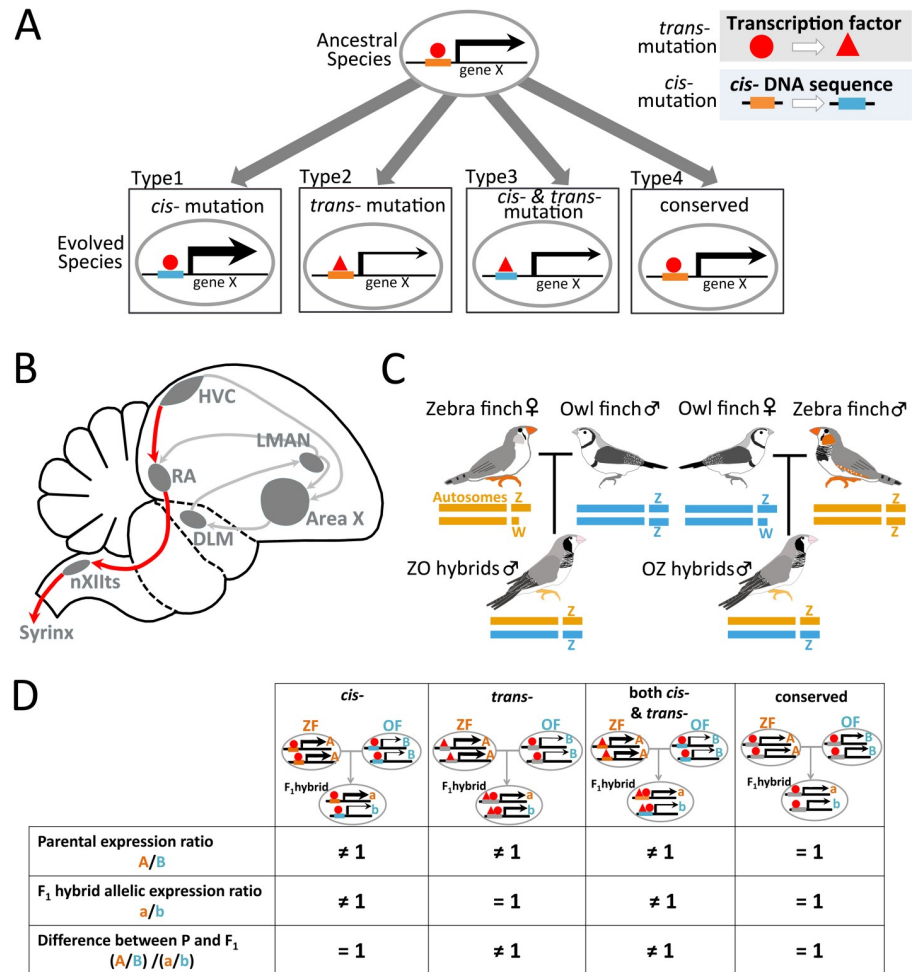 A
Ancestral
Species
gene X
trans-
mutation
Transcription factor
cis-
mutation
cis- DNA sequence
Type1
cis- mutation
gene X
Type2
trans- mutation
gene X
Type3
cis- & trans-
mutation
gene X
Type4
conserved
gene X
Evolved
Species
B
HVC
LMAN
RA
Area X
DLM
nXIIts
Syrinx
C
Zebra finch♀
Owl finch♂
Owl finch♀
Zebra finch♂
Autosomes Z
W
Z
Z
Z
W
Z
Z
ZO hybrids♂
OZ hybrids♂
Z
Z
Z
Z
D
cis-
trans-
both cis-
& trans-
conserved
ZF OF
A B
A B
F1hybrid
a
b
ZF OF
A B
A B
F1hybrid
a
b
ZF OF
A B
A B
F1hybrid
a
b
ZF OF
A B
A B
F1hybrid
a
b
Parental expression ratio
A/B
≠ 1 ≠ 1 ≠ 1 = 1
F1 hybrid allelic expression ratio
a/b
≠ 1 = 1 ≠ 1 = 1
Difference between P and F1
(A/B) /(a/b)
= 1 ≠ 1 ≠ 1 = 1